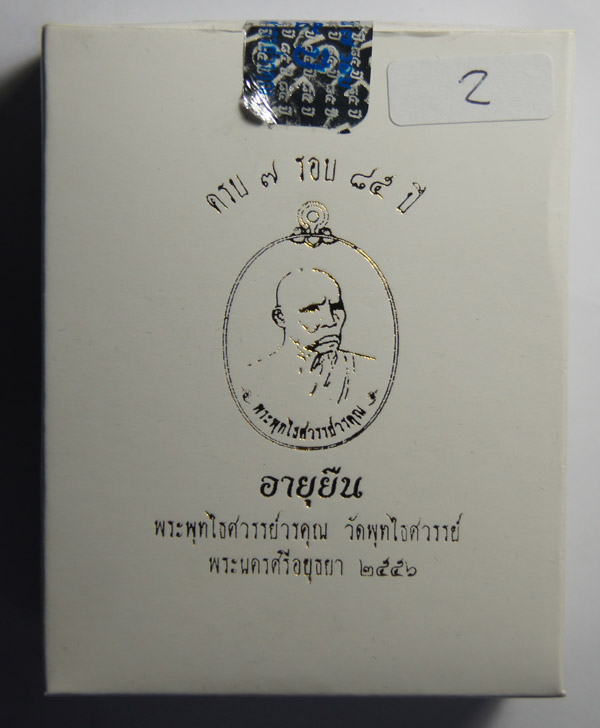 2
ครบ ๗ รอบ ๘๕ ปี
พระพุทไธศวรรย์วรคุณ
อายุยืน
พระพุทไธศวรรย์วรคุณ วัดพุทไธศวรรย์
พระนครศรีอยุธยา ๒๕๕๖